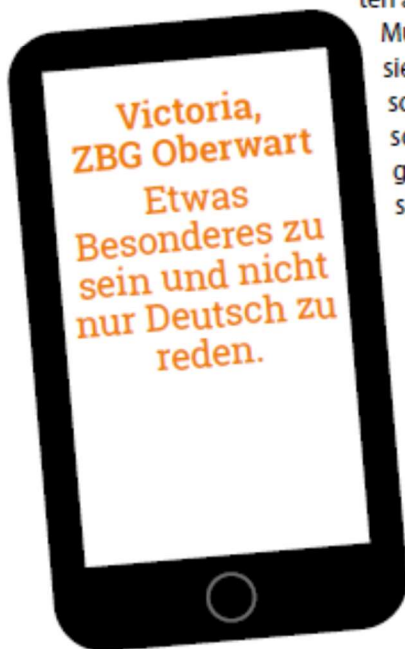 Victoria,
ZBG Oberwart
Etwas
Besonderes zu
sein und nicht
nur Deutsch zu
reden.